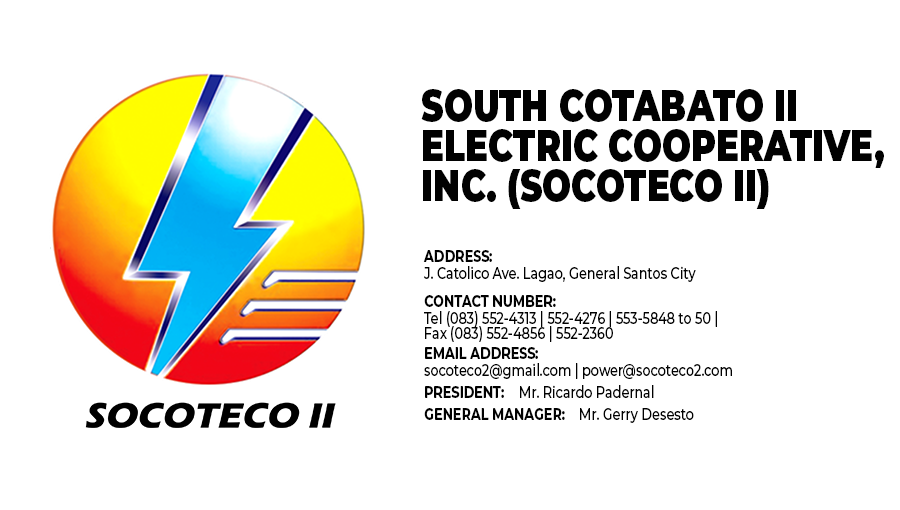 SOUTH COTABATO II
ELECTRIC COOPERATIVE,
INC. (SOCOTECO II)
ADDRESS:
J. Catolico Ave. Lagao, General Santos City
CONTACT NUMBER:
Tel (083) 552-4313 | 552-4276 | 553-5848 to 50 |
Fax (083) 552-4856 | 552-2360
EMAIL ADDRESS:
socoteco2@gmail.com | power@socoteco2.com
PRESIDENT: Mr. Ricardo Padernal
GENERAL MANAGER: Mr. Gerry Desesto
SOCOTECO II